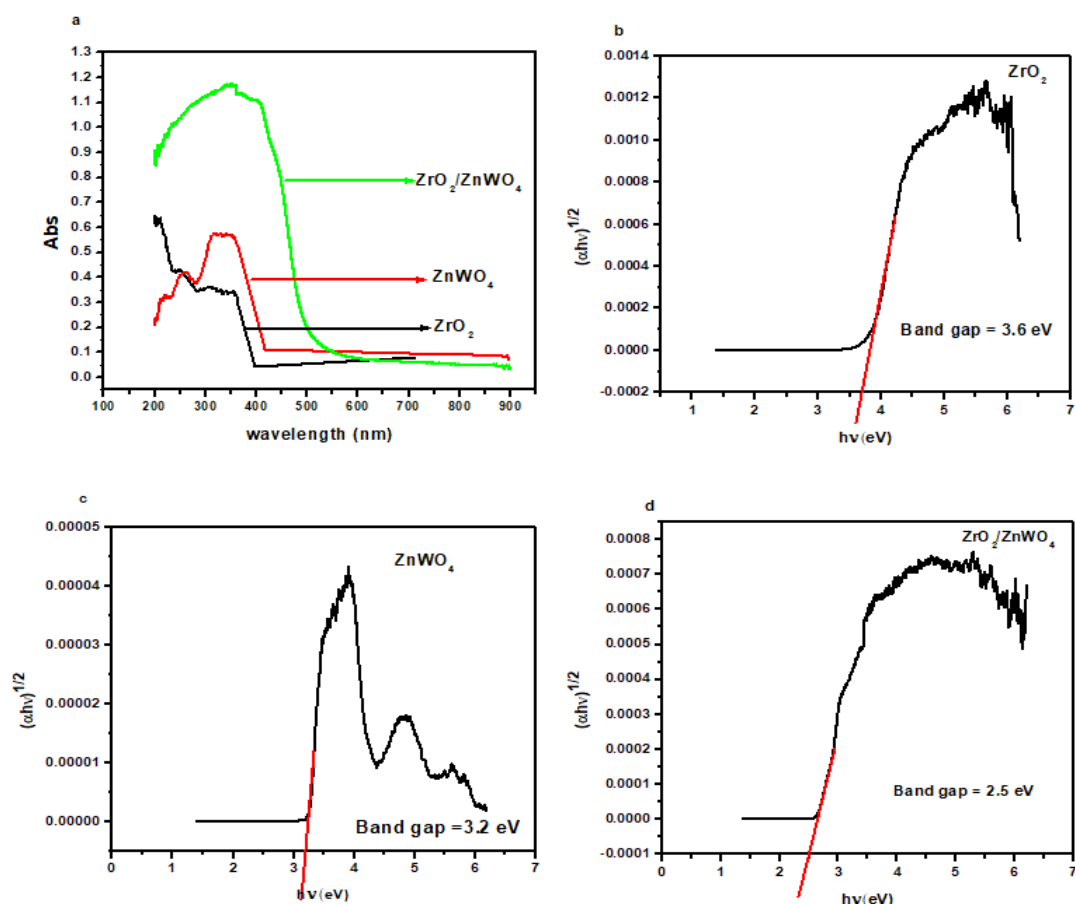 a
1.3
1.2
1.1
1.0
0.9
0.8
0.7
0.6
0.5
0.4
0.3
0.2
0.1
0.0
Abs
100 200 300 400 500 600 700 800 900
wavelength (nm)
ZrO2/ZnWO4
ZnWO4
ZrO2
b
0.0014
0.0012
0.0010
0.0008
0.0006
0.0004
0.0002
0.0000
-0.0002
(αhν)1/2
ZrO2
Band gap = 3.6 eV
1 2 3 4 5 6 7
hν(eV)
c
0.00005
0.00004
0.00003
0.00002
0.00001
0.00000
(αhν)1/2
ZnWO4
Band gap =3.2 eV
0 1 2 3 4 5 6 7
hν(eV)
d
0.0008
0.0007
0.0006
0.0005
0.0004
0.0003
0.0002
0.0001
0.0000
-0.0001
(αhν)1/2
ZrO2/ZnWO4
Band gap = 2.5 eV
0 1 2 3 4 5 6 7
hν(eV)